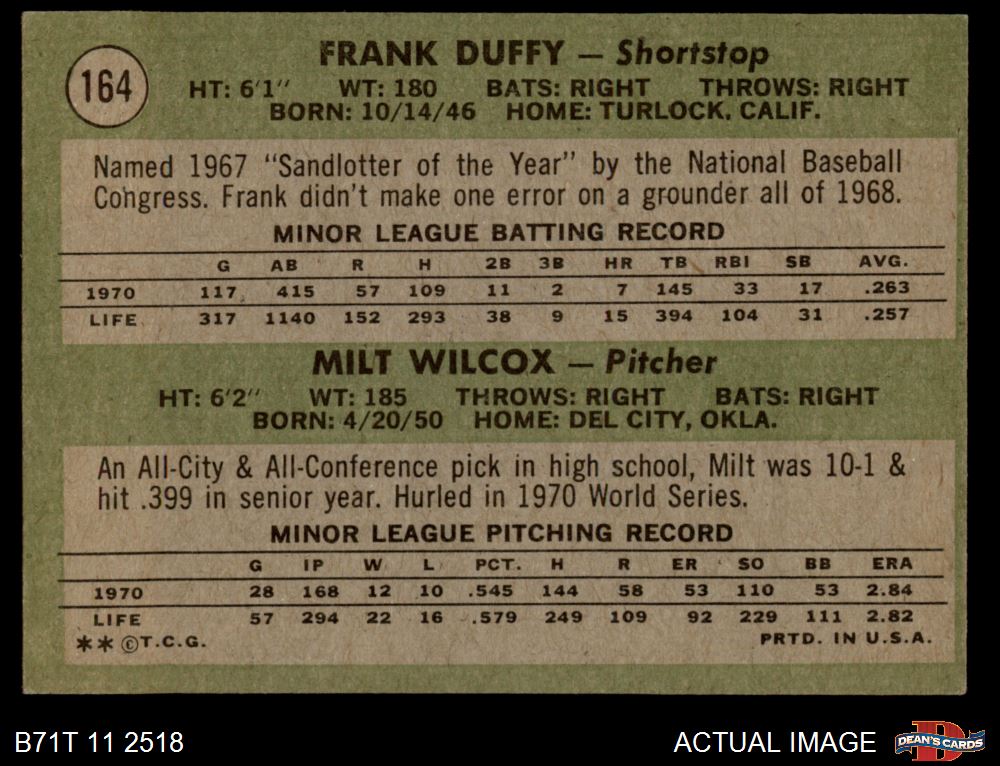 164
FRANK DUFFY — Shortstop
HT: 6'1" WT: 180 BATS: RIGHT THROWS: RIGHT
BORN: 10/14/46 HOME: TURLOCK, CALIF.
Named 1967 "Sandlotter of the Year" by the National Baseball
Congress. Frank didn't make one error on a grounder all of 1968.
MINOR LEAGUE BATTING RECORD
G AB R H 2B 3B HR TB RBI SB AVG.
1970 117 415 57 109 11 2 7 145 33 17 .263
LIFE 317 1140 152 293 38 9 15 394 104 31 .257
MILT WILCOX — Pitcher
HT: 6'2" WT: 185 THROWS: RIGHT BATS: RIGHT
BORN: 4/20/50 HOME: DEL CITY, OKLA.
An All-City & All-Conference pick in high school, Milt was 10-1 &
hit .399 in senior year. Hurled in 1970 World Series.
MINOR LEAGUE PITCHING RECORD
G IP W L PCT. H R ER SO BB ERA
1970 28 168 12 10 .545 144 58 53 110 53 2.84
LIFE 57 294 22 16 .579 249 109 92 229 111 2.82
** ©T.C.G. PRTD. IN U.S.A.
B71T 11 2518 ACTUAL IMAGE DEAN'S CARDS